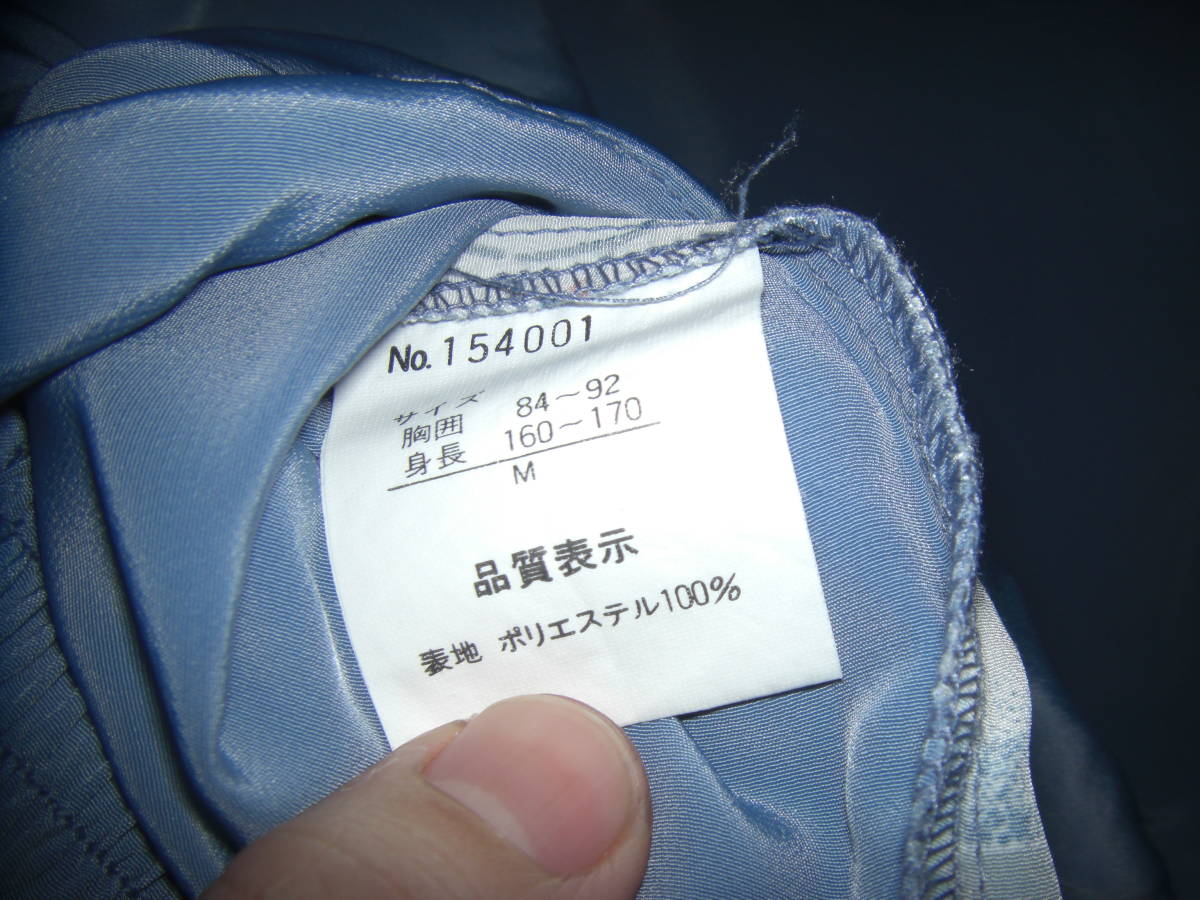 No.154001
サイズ
胸囲 84～92
身長 160～170
M
品質表示
表地 ポリエステル100%